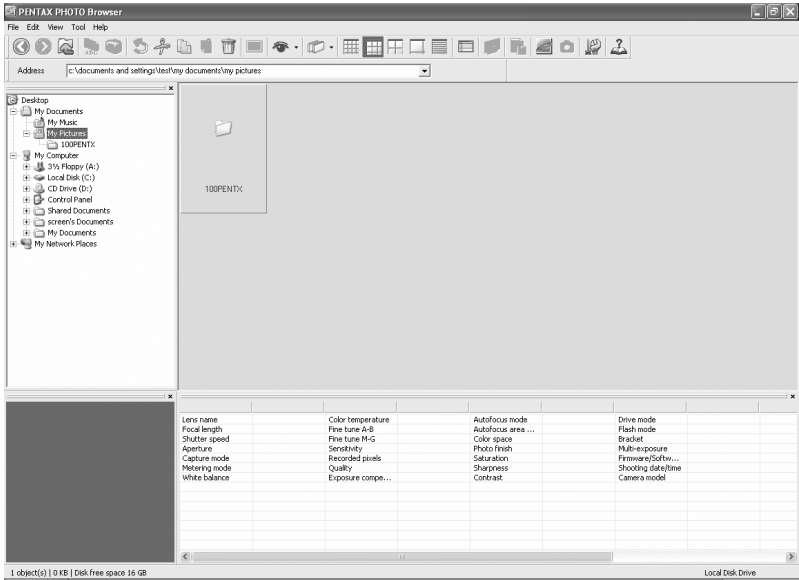 PENTAX PHOTO Browser
File Edit View Tool Help
ABC
Address c:\documents and settings\test\my documents\my pictures
Desktop
My Documents
My Music
My Pictures
100PENTX
My Computer
3½ Floppy (A:)
Local Disk (C:)
CD Drive (D:)
Control Panel
Shared Documents
screen's Documents
My Documents
My Network Places
100PENTX
Lens name Color temperature Autofocus mode Drive mode
Focal length Fine tune A-B Autofocus area ... Flash mode
Shutter speed Fine tune M-G Color space Bracket
Aperture Sensitivity Photo finish Multi-exposure
Capture mode Recorded pixels Saturation Firmware/Softw...
Metering mode Quality Sharpness Shooting date/time
White balance Exposure compe... Contrast Camera model
1 object(s) | 0 KB | Disk free space 16 GB Local Disk Drive